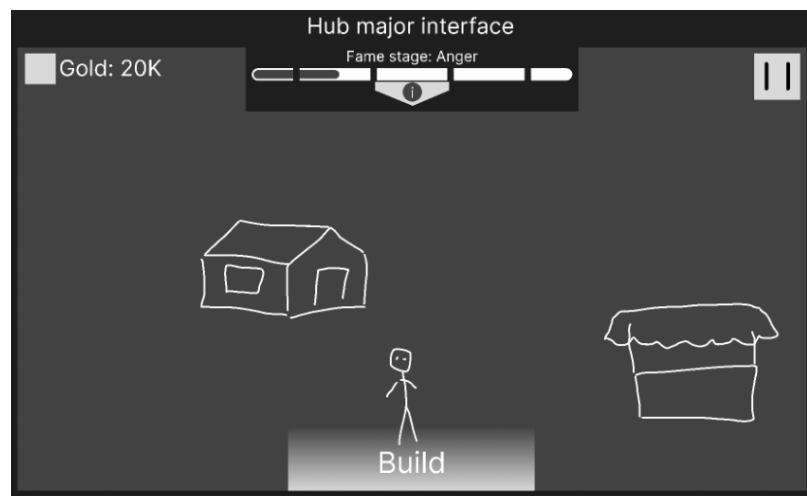 Hub major interface
Fame stage: Anger
Gold: 20K
i
Build